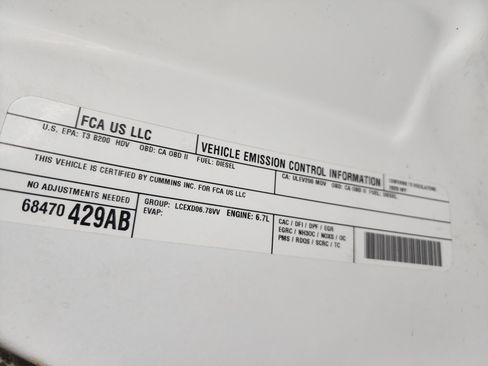 FCA US LLC
VEHICLE EMISSION CONTROL INFORMATION
U.S. EPA: T3 B200 HDV OBD: CA OBD II FUEL: DIESEL
CA: ULEV200 MDV OBD: CA OBD II FUEL: DIESEL
THIS VEHICLE IS CERTIFIED BY CUMMINS INC. FOR FCA US LLC
NO ADJUSTMENTS NEEDED
68470 429AB
GROUP: LCEXD06.78VV ENGINE: 6.7L
EVAP:
CAC / DFI / DPF / EGR
EGRC / NH3OC / NOXS / OC
PMS / RDQS / SCRC / TC